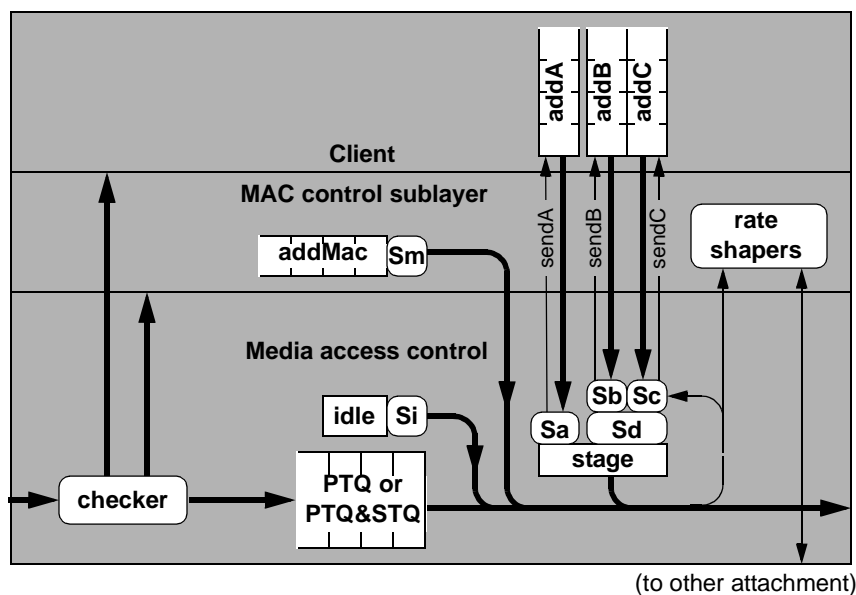 addA
addB
addC
Client
MAC control sublayer
sendA
sendB
sendC
rate
shapers
addMac
Sm
Media access control
Sb
Sc
idle
Si
Sa
Sd
stage
checker
PTQ or
PTQ&STQ
(to other attachment)